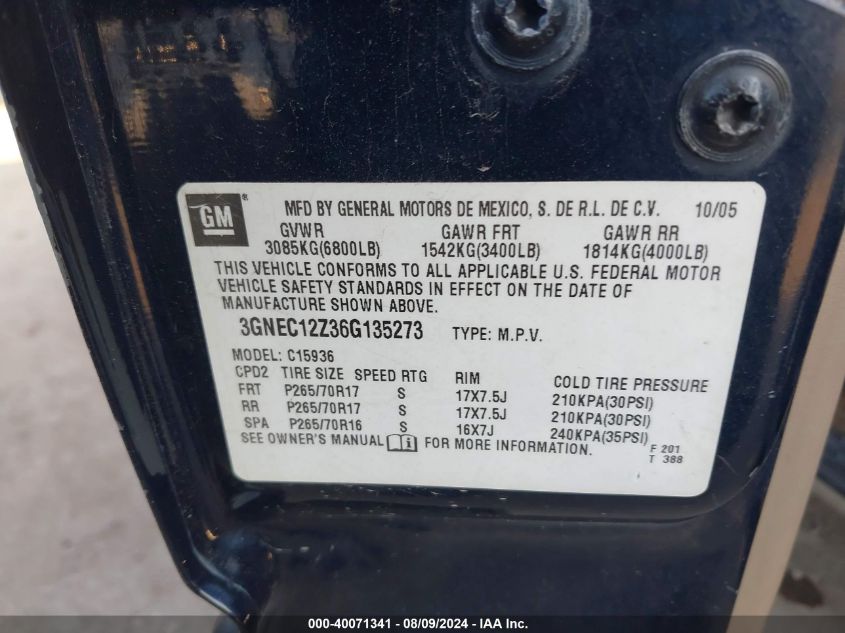 GM ® MFD BY GENERAL MOTORS DE MEXICO, S. DE R.L. DE C.V. 10/05
GVWR GAWR FRT GAWR RR
3085KG(6800LB) 1542KG(3400LB) 1814KG(4000LB)
THIS VEHICLE CONFORMS TO ALL APPLICABLE U.S. FEDERAL MOTOR
VEHICLE SAFETY STANDARDS IN EFFECT ON THE DATE OF
MANUFACTURE SHOWN ABOVE.
3GNEC12Z36G135273 TYPE: M.P.V.
MODEL: C15936
CPD2 TIRE SIZE SPEED RTG RIM COLD TIRE PRESSURE
FRT P265/70R17 S 17X7.5J 210KPA(30PSI)
RR P265/70R17 S 17X7.5J 210KPA(30PSI)
SPA P265/70R16 S 16X7J 240KPA(35PSI)
SEE OWNER'S MANUAL FOR MORE INFORMATION.
F 201
T 388
000-40071341 - 08/09/2024 - IAA Inc.